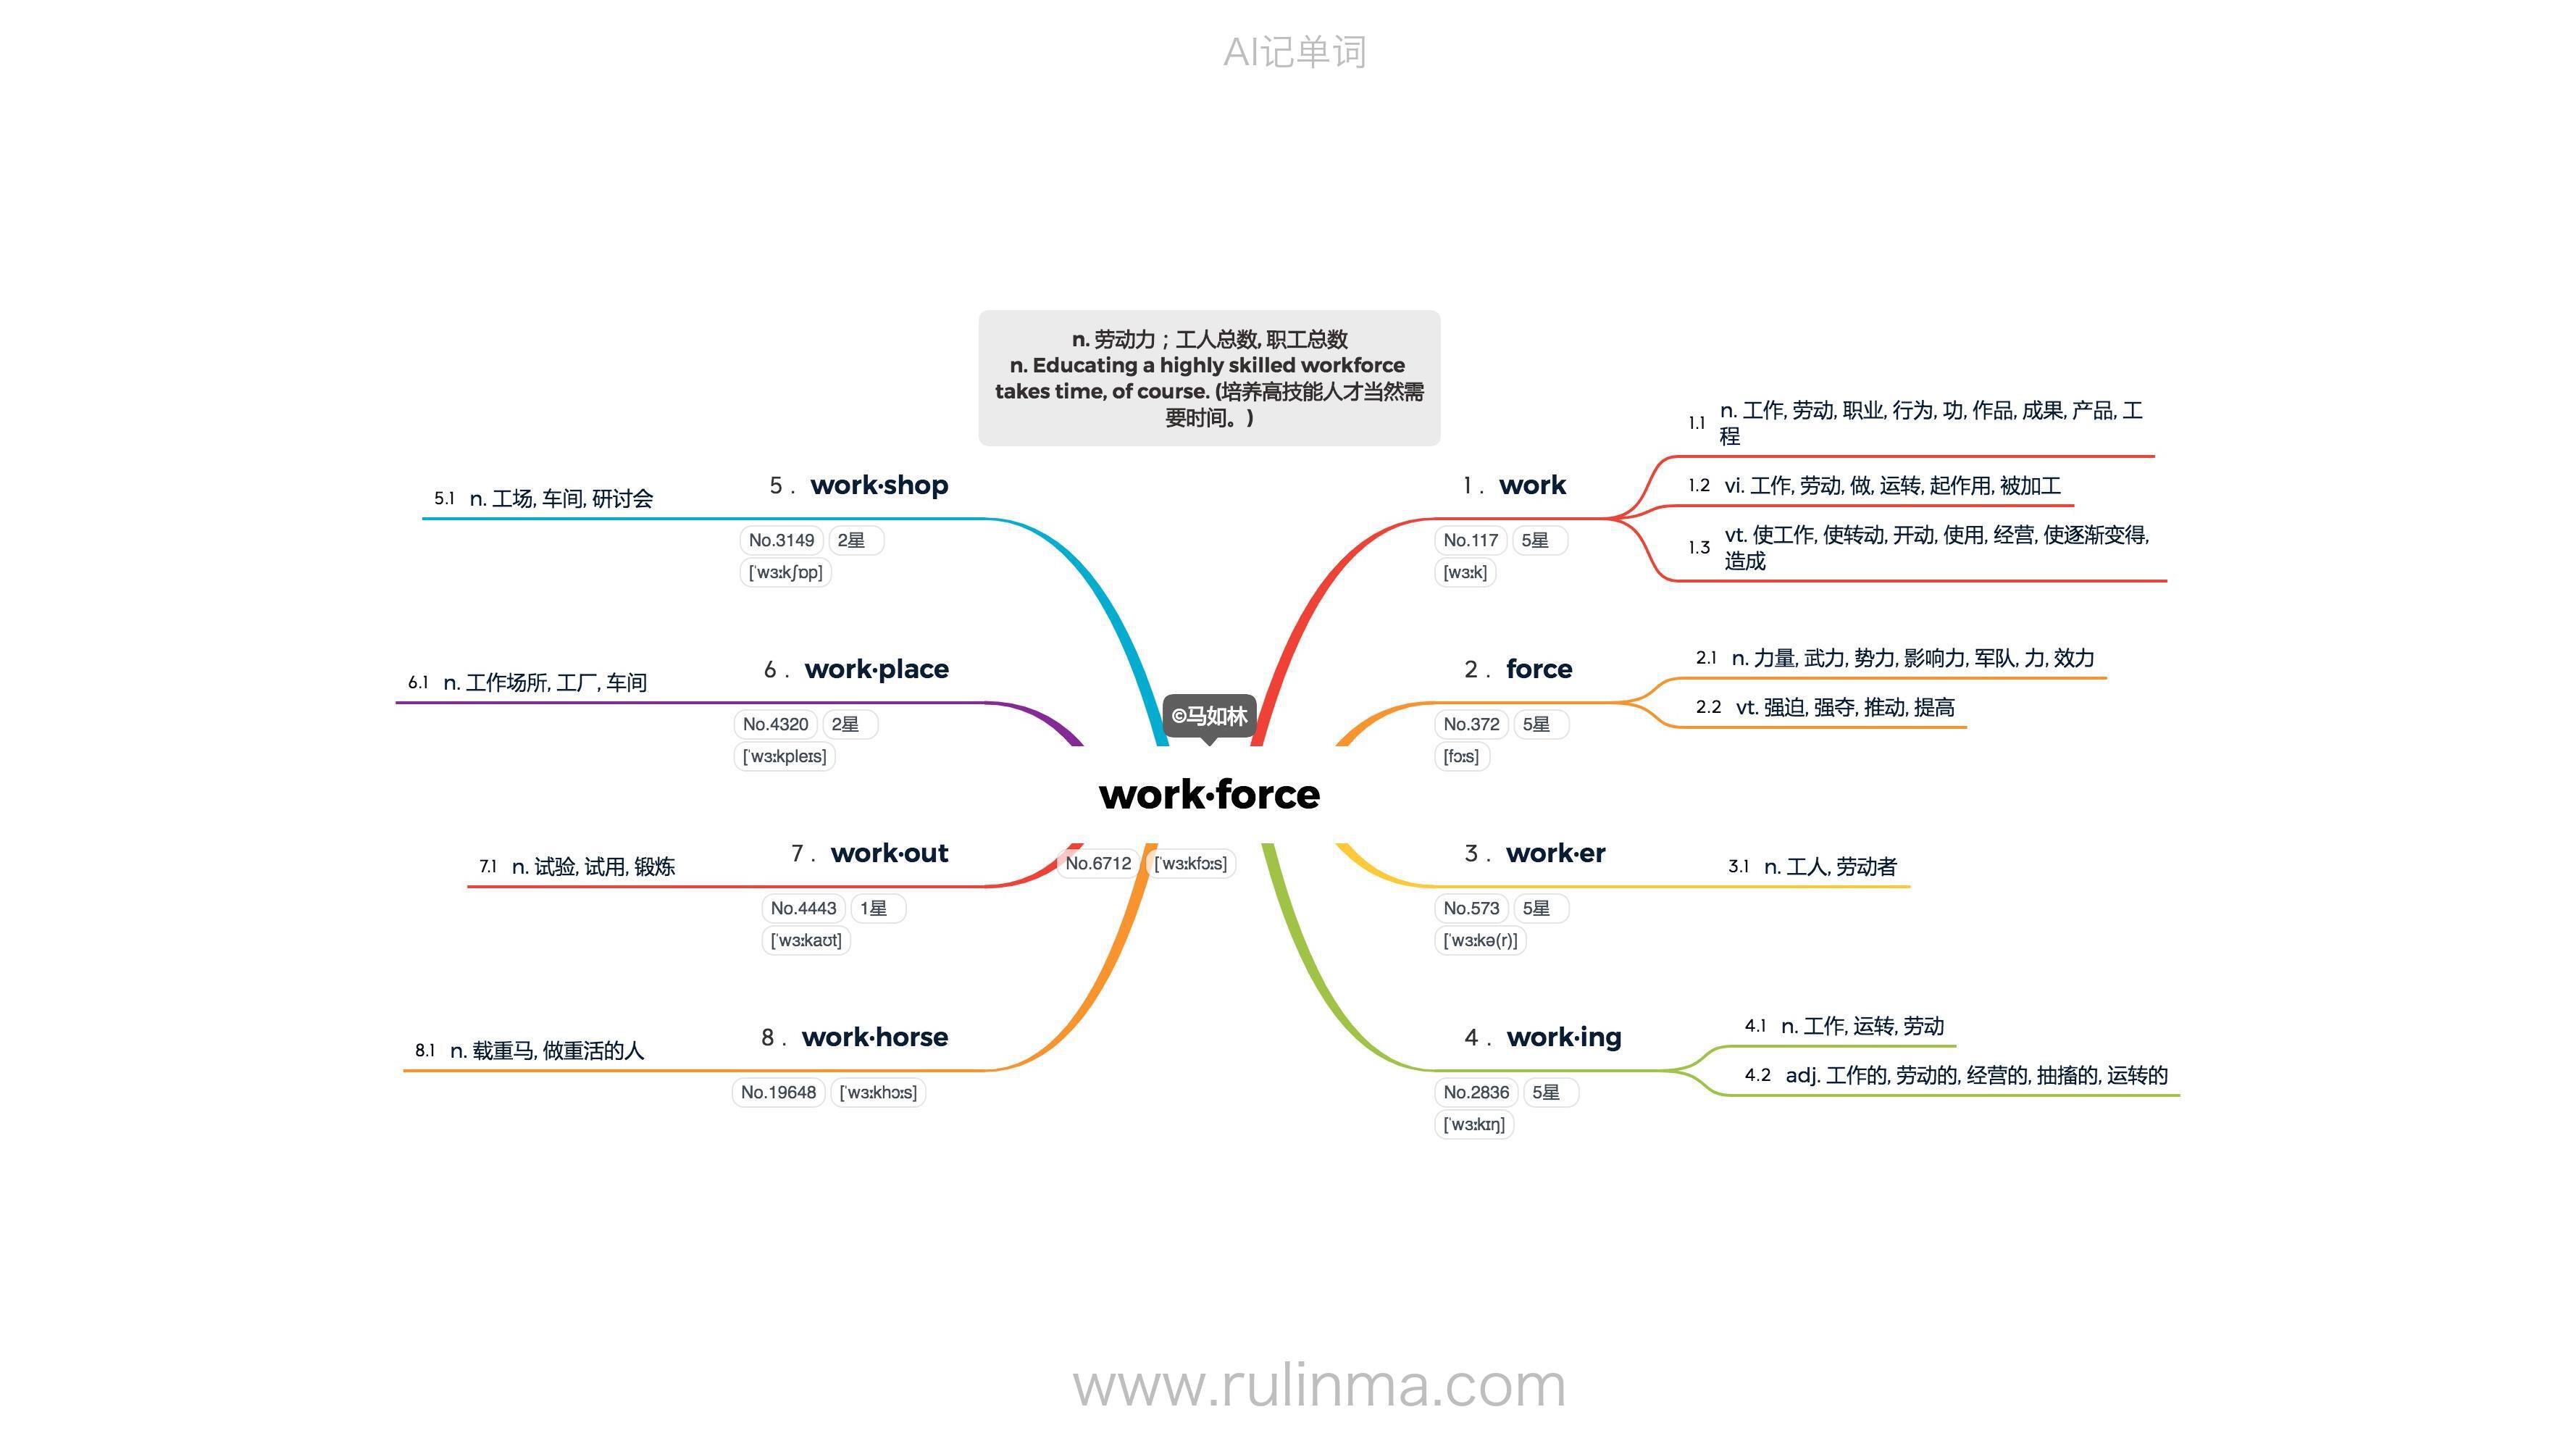 AI记单词
n. 劳动力；工人总数, 职工总数
n. Educating a highly skilled workforce
takes time, of course. (培养高技能人才当然需
要时间。)
©马如林
work·force
No.6712 [ˈwɜːkfɔːs]
1 . work
No.117 5星
[wɜːk]
1.1 n. 工作, 劳动, 职业, 行为, 功, 作品, 成果, 产品, 工
程
1.2 vi. 工作, 劳动, 做, 运转, 起作用, 被加工
1.3 vt. 使工作, 使转动, 开动, 使用, 经营, 使逐渐变得,
造成
2 . force
No.372 5星
[fɔːs]
2.1 n. 力量, 武力, 势力, 影响力, 军队, 力, 效力
2.2 vt. 强迫, 强夺, 推动, 提高
3 . work·er
No.573 5星
[ˈwɜːkə(r)]
3.1 n. 工人, 劳动者
4 . work·ing
No.2836 5星
[ˈwɜːkɪŋ]
4.1 n. 工作, 运转, 劳动
4.2 adj. 工作的, 劳动的, 经营的, 抽搐的, 运转的
5 . work·shop
No.3149 2星
[ˈwɜːkʃɒp]
5.1 n. 工场, 车间, 研讨会
6 . work·place
No.4320 2星
[ˈwɜːkpleɪs]
6.1 n. 工作场所, 工厂, 车间
7 . work·out
No.4443 1星
[ˈwɜːkaʊt]
7.1 n. 试验, 试用, 锻炼
8 . work·horse
No.19648 [ˈwɜːkhɔːs]
8.1 n. 载重马, 做重活的人
www.rulinma.com